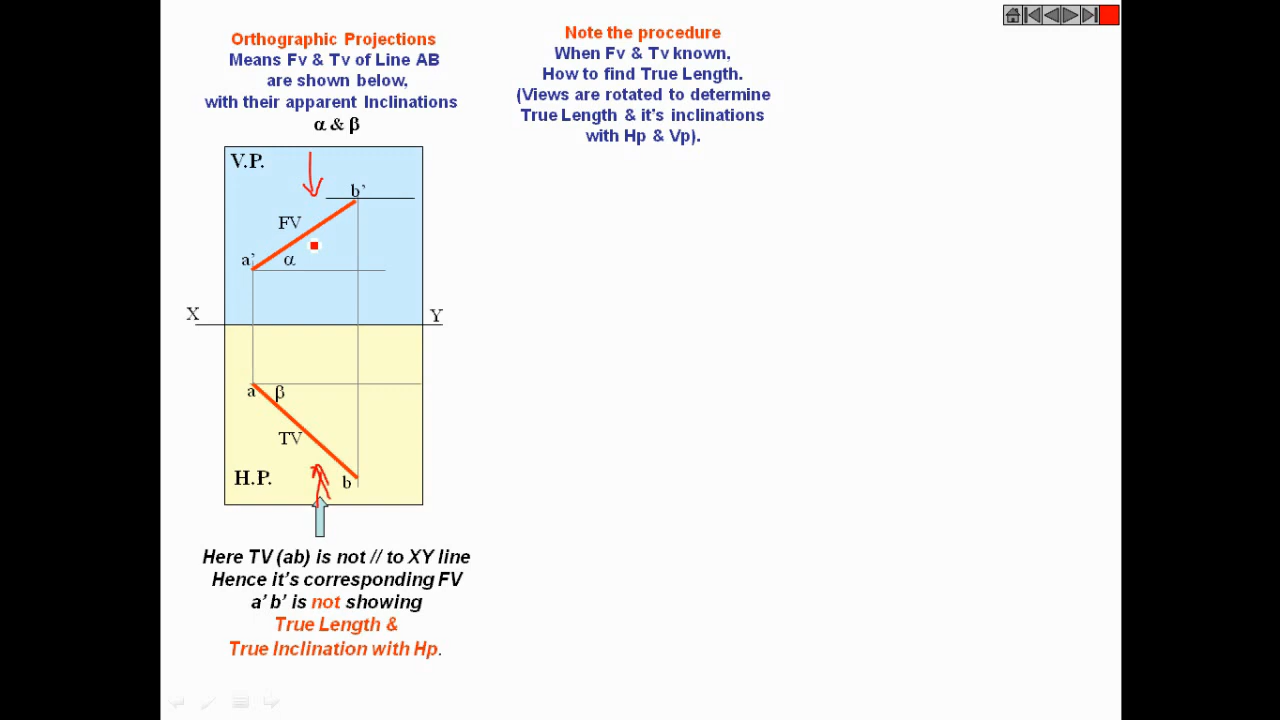 Orthographic Projections
Means Fv & Tv of Line AB
are shown below,
with their apparent Inclinations
α & β
Note the procedure
When Fv & Tv known,
How to find True Length.
(Views are rotated to determine
True Length & it's inclinations
with Hp & Vp).
V.P.
b’
FV
a’
α
X
Y
a
β
TV
H.P.
b
Here TV (ab) is not // to XY line
Hence it’s corresponding FV
a’ b’ is not showing
True Length &
True Inclination with Hp.